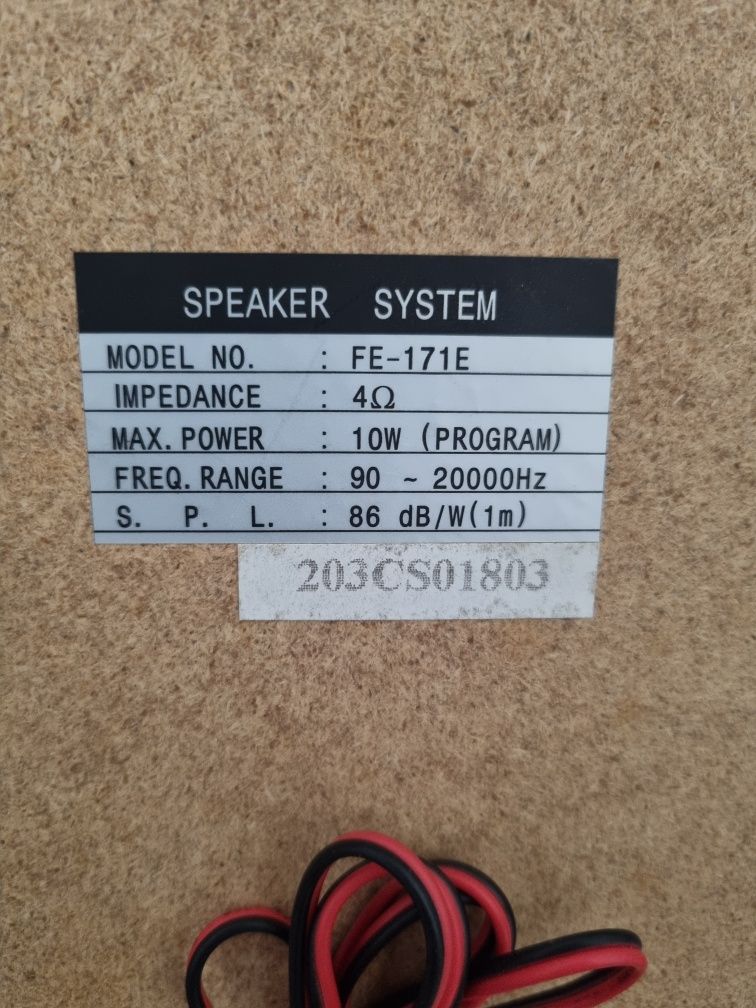 SPEAKER SYSTEM
MODEL NO. : FE-171E
IMPEDANCE : 4Ω
MAX. POWER : 10W (PROGRAM)
FREQ. RANGE : 90 ~ 20000Hz
S. P. L. : 86 dB/W(1m)
203CS01803